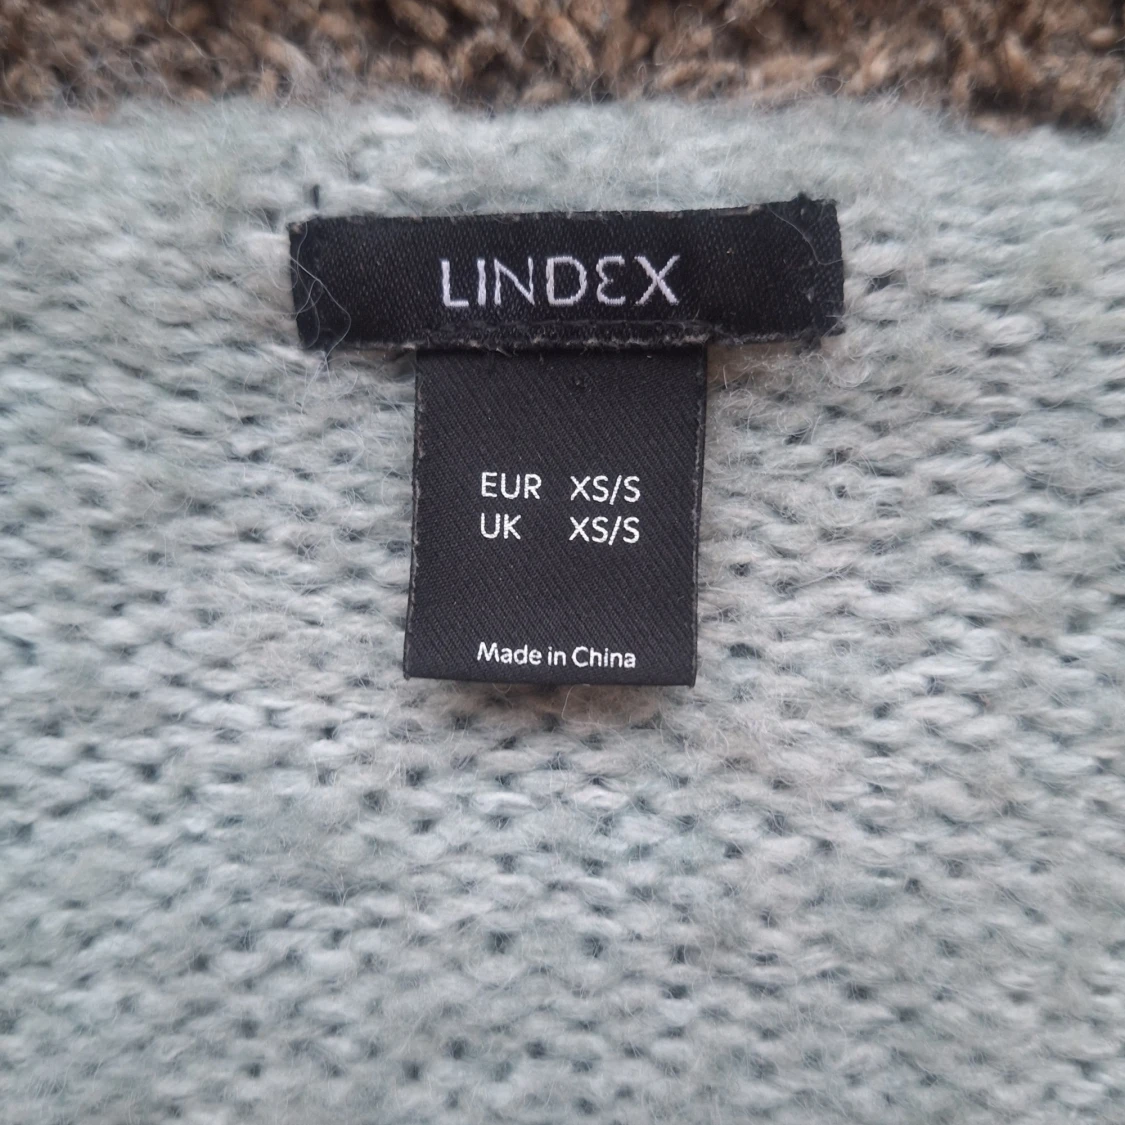 LINDEX
EUR XS/S
UK XS/S
Made in China